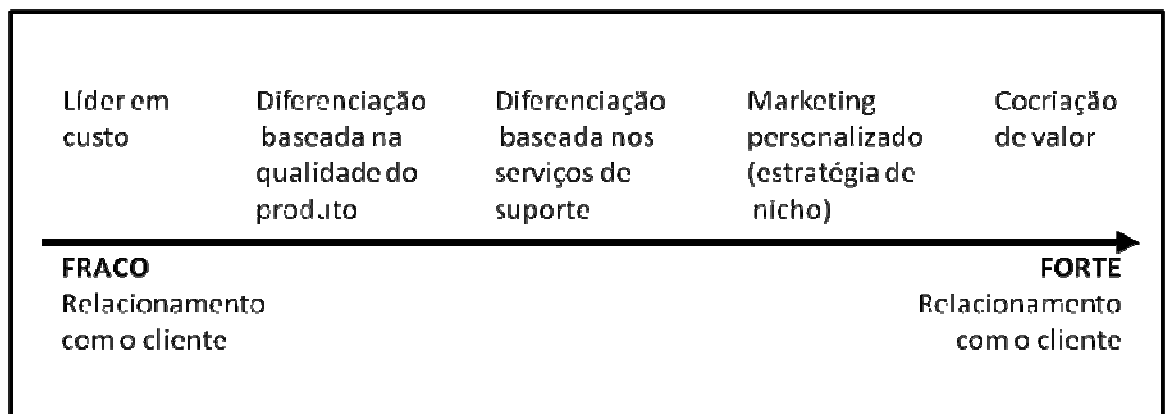 Líder em
custo
Diferenciação
baseada na
qualidade do
produto
Diferenciação
baseada nos
serviços de
suporte
Marketing
personalizado
(estratégia de
nicho)
Cocriação
de valor
FRACO
Relacionamento
com o cliente
FORTE
Relacionamento
com o cliente